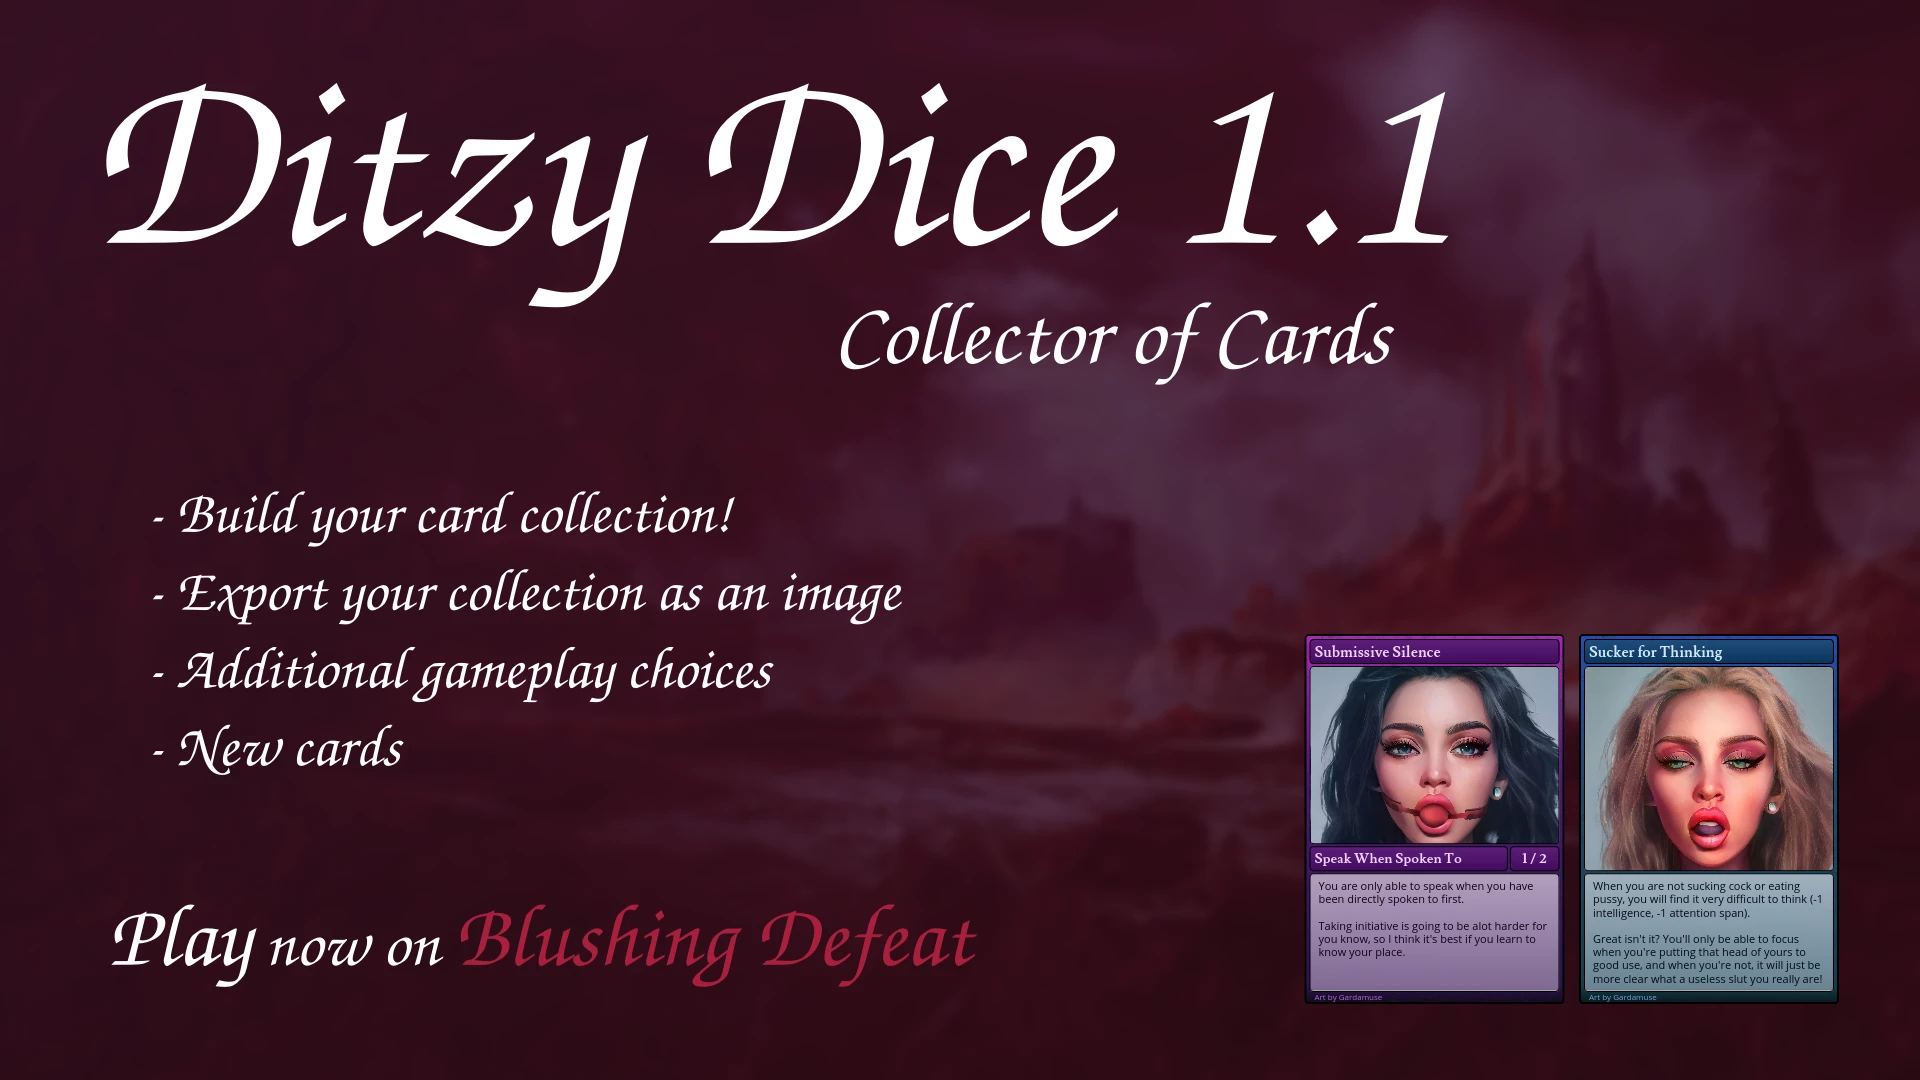 Ditzy Dice 1.1
Collector of Cards
- Build your card collection!
- Export your collection as an image
- Additional gameplay choices
- New cards
Play now on Blushing Defeat
Submissive Silence
Speak When Spoken To
1 / 2
You are only able to speak when you have
been directly spoken to first.
Taking initiative is going to be alot harder for
you know, so I think it's best if you learn to
know your place.
Art by Gardamuse
Sucker for Thinking
When you are not sucking cock or eating
pussy, you will find it very difficult to think (-1
intelligence, -1 attention span).
Great isn't it? You'll only be able to focus
when you're putting that head of yours to
good use, and when you're not, it will just be
more clear what a useless slut you really are!
Art by Gardamuse